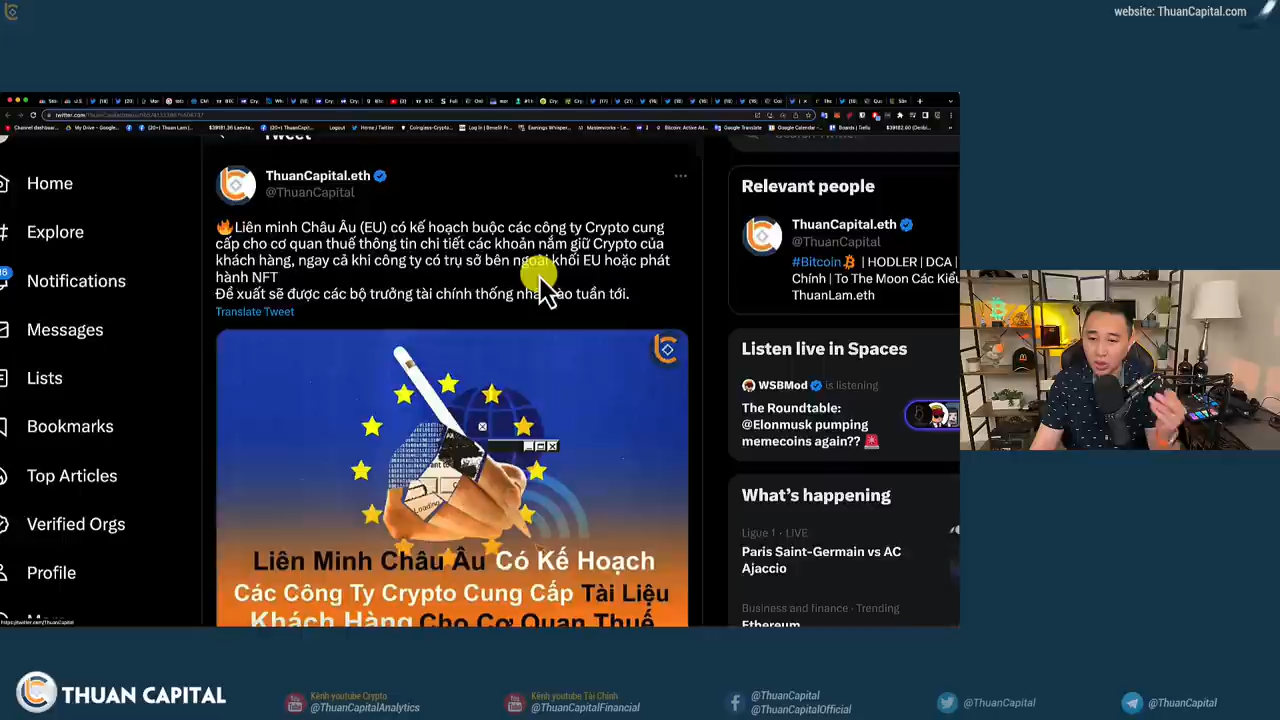 website: ThuanCapital.com
Tweet
Home
Explore
Notifications
Messages
Lists
Bookmarks
Top Articles
Verified Orgs
Profile
ThuanCapital.eth
@ThuanCapital
🔥Liên minh Châu Âu (EU) có kế hoạch buộc các công ty Crypto cung
cấp cho cơ quan thuế thông tin chi tiết các khoản nắm giữ Crypto của
khách hàng, ngay cả khi công ty có trụ sở bên ngoài khối EU hoặc phát
hành NFT
Đề xuất sẽ được các bộ trưởng tài chính thống nhất vào tuần tới.
Translate Tweet
Loading
Liên Minh Châu Âu Có Kế Hoạch
Các Công Ty Crypto Cung Cấp Tài Liệu
Khách Hàng Cho Cơ Quan Thuế
Relevant people
ThuanCapital.eth
@ThuanCapital
#Bitcoin | HODLER | DCA |
Chính | To The Moon Các Kiểu
ThuanLam.eth
Listen live in Spaces
WSBMod is listening
The Roundtable:
@Elonmusk pumping
memecoins again?? 🚨
What's happening
Ligue 1 · LIVE
Paris Saint-Germain vs AC
Ajaccio
Business and finance · Trending
Ethereum
THUAN CAPITAL
Kênh youtube Crypto
@ThuanCapitalAnalytics
Kênh youtube Tài Chính
@ThuanCapitalFinancial
@ThuanCapital
@ThuanCapitalOfficial
@ThuanCapital
@ThuanCapital